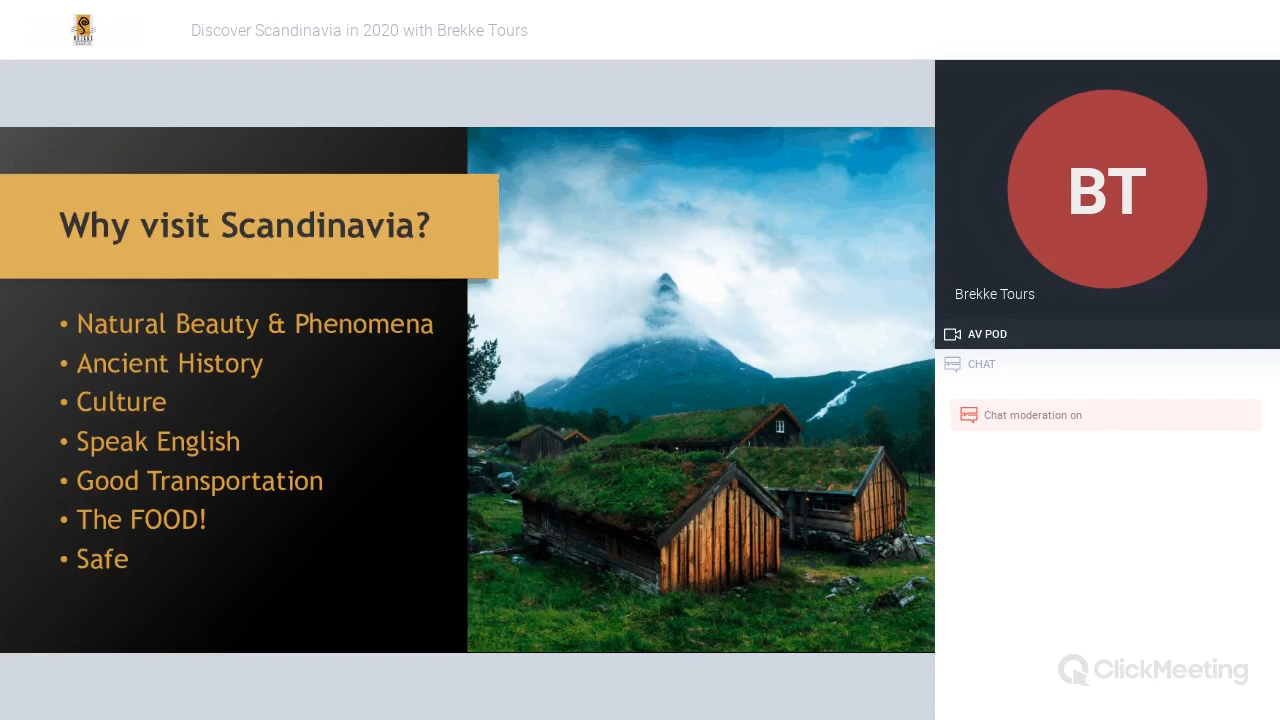 Discover Scandinavia in 2020 with Brekke Tours
Why visit Scandinavia?
• Natural Beauty & Phenomena
• Ancient History
• Culture
• Speak English
• Good Transportation
• The FOOD!
• Safe
BT
Brekke Tours
AV POD
CHAT
Chat moderation on
ClickMeeting